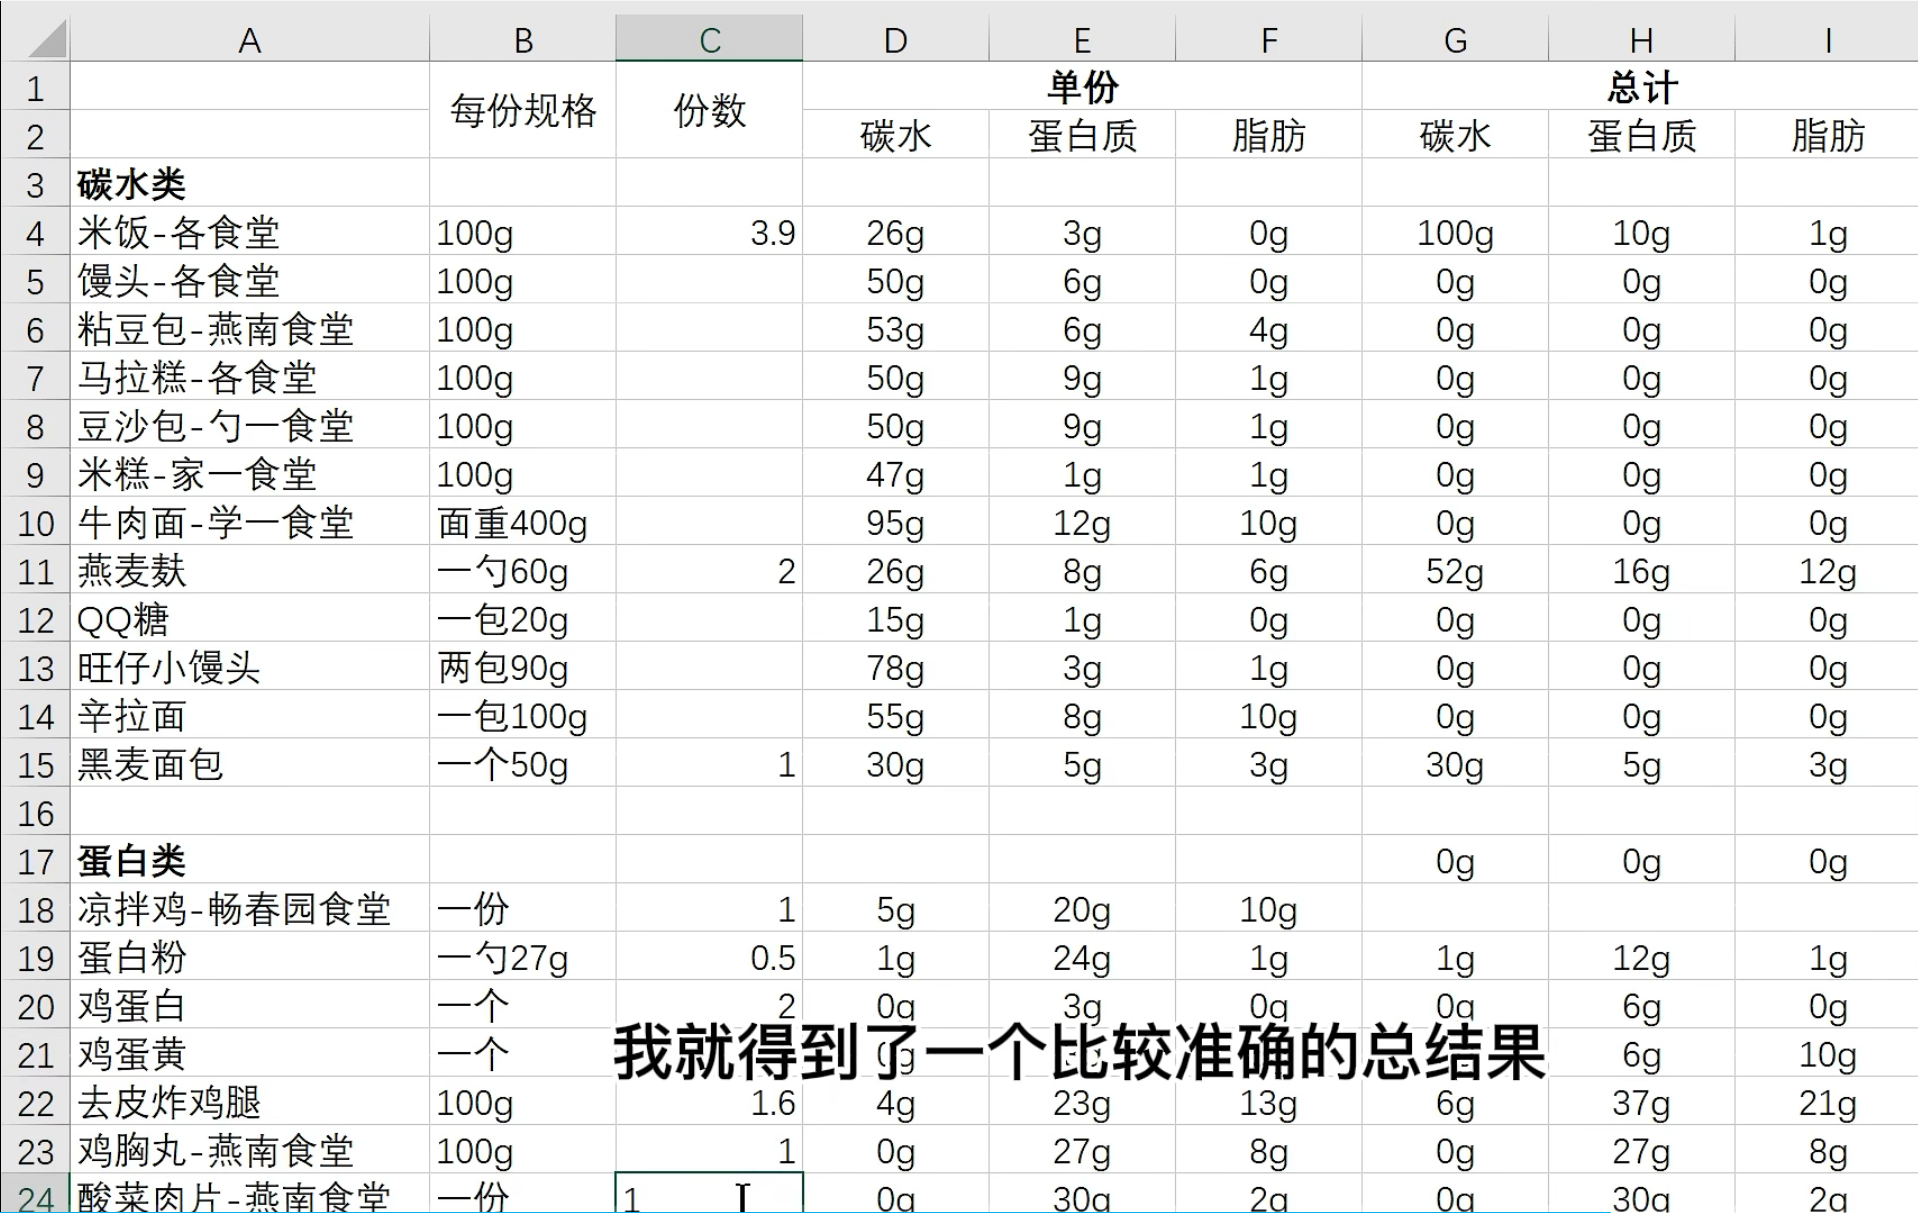 A B C D E F G H I
1 每份规格 份数 单份 总计
2 碳水 蛋白质 脂肪 碳水 蛋白质 脂肪
3 碳水类
4 米饭-各食堂 100g 3.9 26g 3g 0g 100g 10g 1g
5 馒头-各食堂 100g 50g 6g 0g 0g 0g 0g
6 粘豆包-燕南食堂 100g 53g 6g 4g 0g 0g 0g
7 马拉糕-各食堂 100g 50g 9g 1g 0g 0g 0g
8 豆沙包-勺一食堂 100g 50g 9g 1g 0g 0g 0g
9 米糕-家一食堂 100g 47g 1g 1g 0g 0g 0g
10 牛肉面-学一食堂 面重400g 95g 12g 10g 0g 0g 0g
11 燕麦麸 一勺60g 2 26g 8g 6g 52g 16g 12g
12 QQ糖 一包20g 15g 1g 0g 0g 0g 0g
13 旺仔小馒头 两包90g 78g 3g 1g 0g 0g 0g
14 辛拉面 一包100g 55g 8g 10g 0g 0g 0g
15 黑麦面包 一个50g 1 30g 5g 3g 30g 5g 3g
16
17 蛋白类 0g 0g 0g
18 凉拌鸡-畅春园食堂 一份 1 5g 20g 10g
19 蛋白粉 一勺27g 0.5 1g 24g 1g 1g 12g 1g
20 鸡蛋白 一个 2 0g 3g 0g 0g 6g 0g
21 鸡蛋黄 一个 6g 10g
我就得到了一个比较准确的总结果
22 去皮炸鸡腿 100g 1.6 4g 23g 13g 6g 37g 21g
23 鸡胸丸-燕南食堂 100g 1 0g 27g 8g 0g 27g 8g
24 酸菜肉片-燕南食堂 一份 1 0g 30g 2g 0g 30g 2g